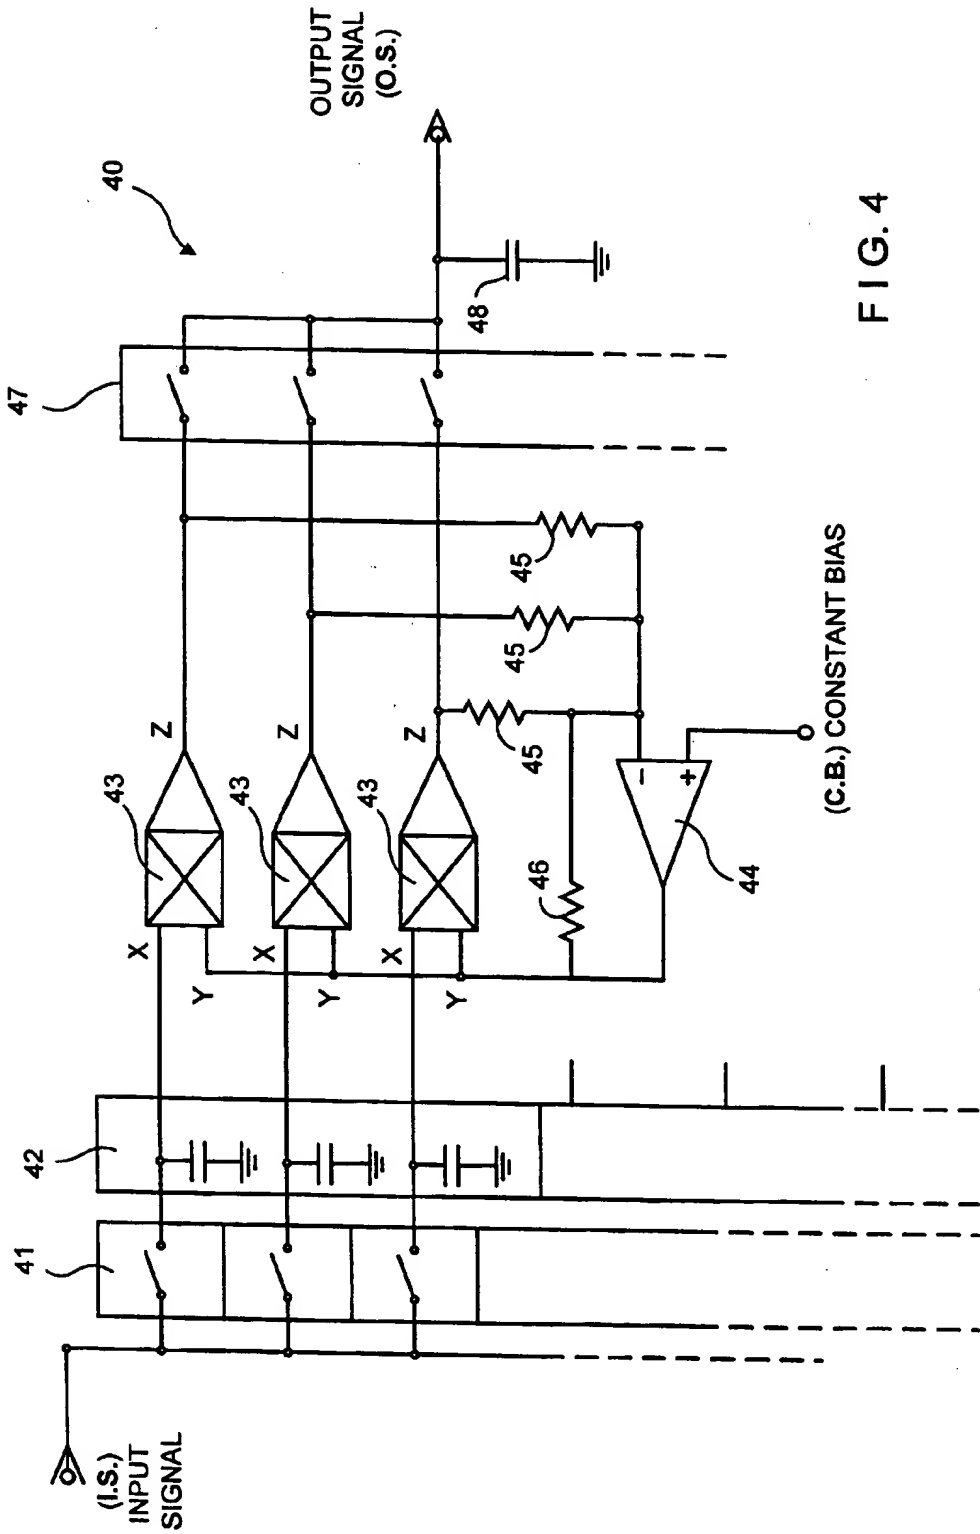 40
OUTPUT
SIGNAL
(O.S.)
47
48
Z
Z
Z
45
45
45
43
43
43
46
X
X
X
Y
Y
Y
-
+
44
(C.B.) CONSTANT BIAS
42
41
(I.S.)
INPUT
SIGNAL
FIG. 4